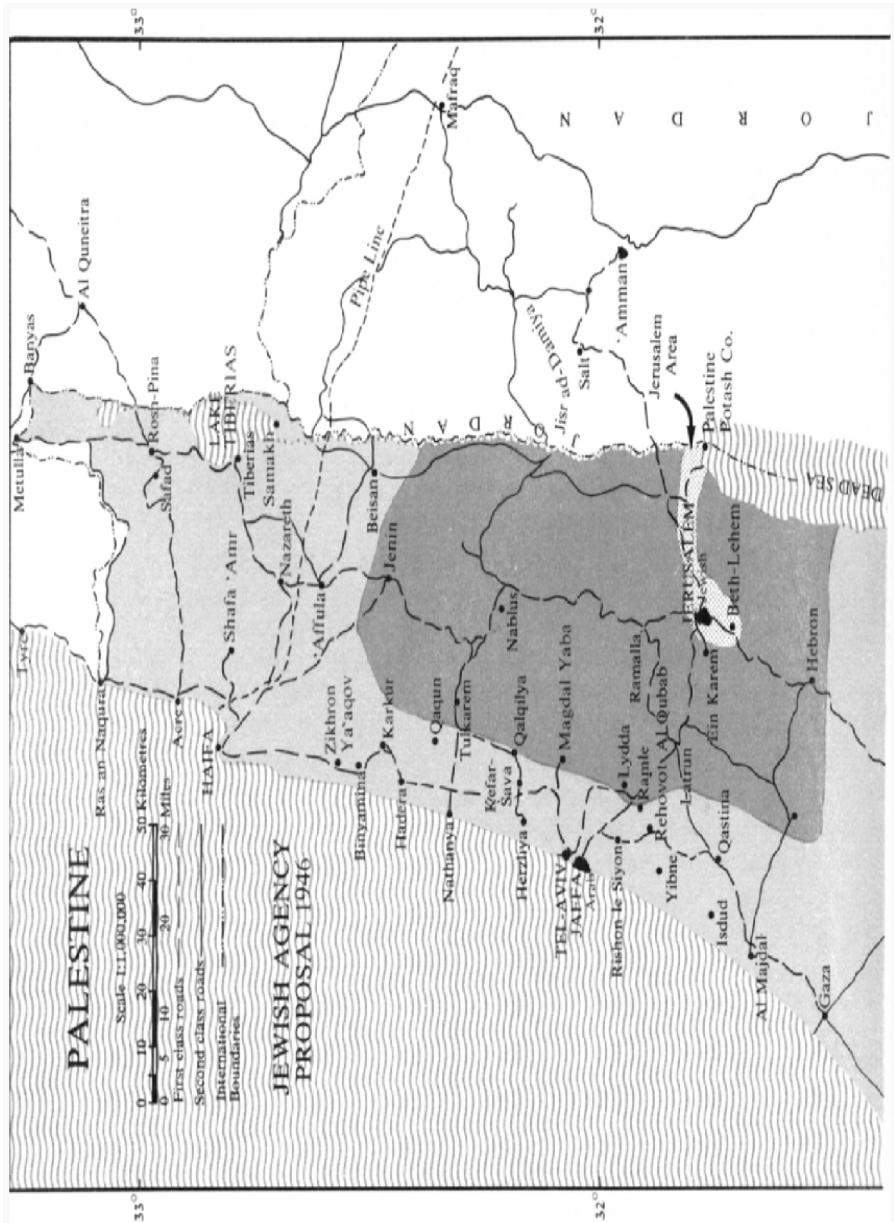 PALESTINE
Scale 1:1,000,000
0 10 20 30 40 50 Kilometres
0 5 10 20 30 Miles
First class roads
Second class roads
International
Boundaries
JEWISH AGENCY
PROPOSAL 1946
33°
32°
33°
32°
Metulla
Banyas
Al Quneitra
Ras an-Naqura
Rosh-Pina
Safad
Acre
LAKE
TIBERIAS
Tiberias
Samakh
Shafa 'Amr
HAIFA
Nazareth
'Affula
Pipe Line
Mafraq
Zikhron
Ya'aqov
Binyamina
Karkur
Hadera
Beisan
Jenin
Qaqun
Tulkarem
Nathanya
Nablus
Kefar-
Sava
Qalqilya
Herzliya
Magdal Yaba
JORDAN
Jisr ad-Damiya
Salt
'Amman
JORDAN
TEL-AVIV
JAFFA
Arab
Lydda
Ramle
Rishon le Siyon
Rehovot
Al Qubab
Ramalla
Yibne
Latrun
Ein Karem
JERUSALEM
Jewish
Jerusalem
Area
Palestine
Potash Co.
Beth-Lehem
DEAD SEA
Isdud
Qastina
Al Majdal
Hebron
Gaza